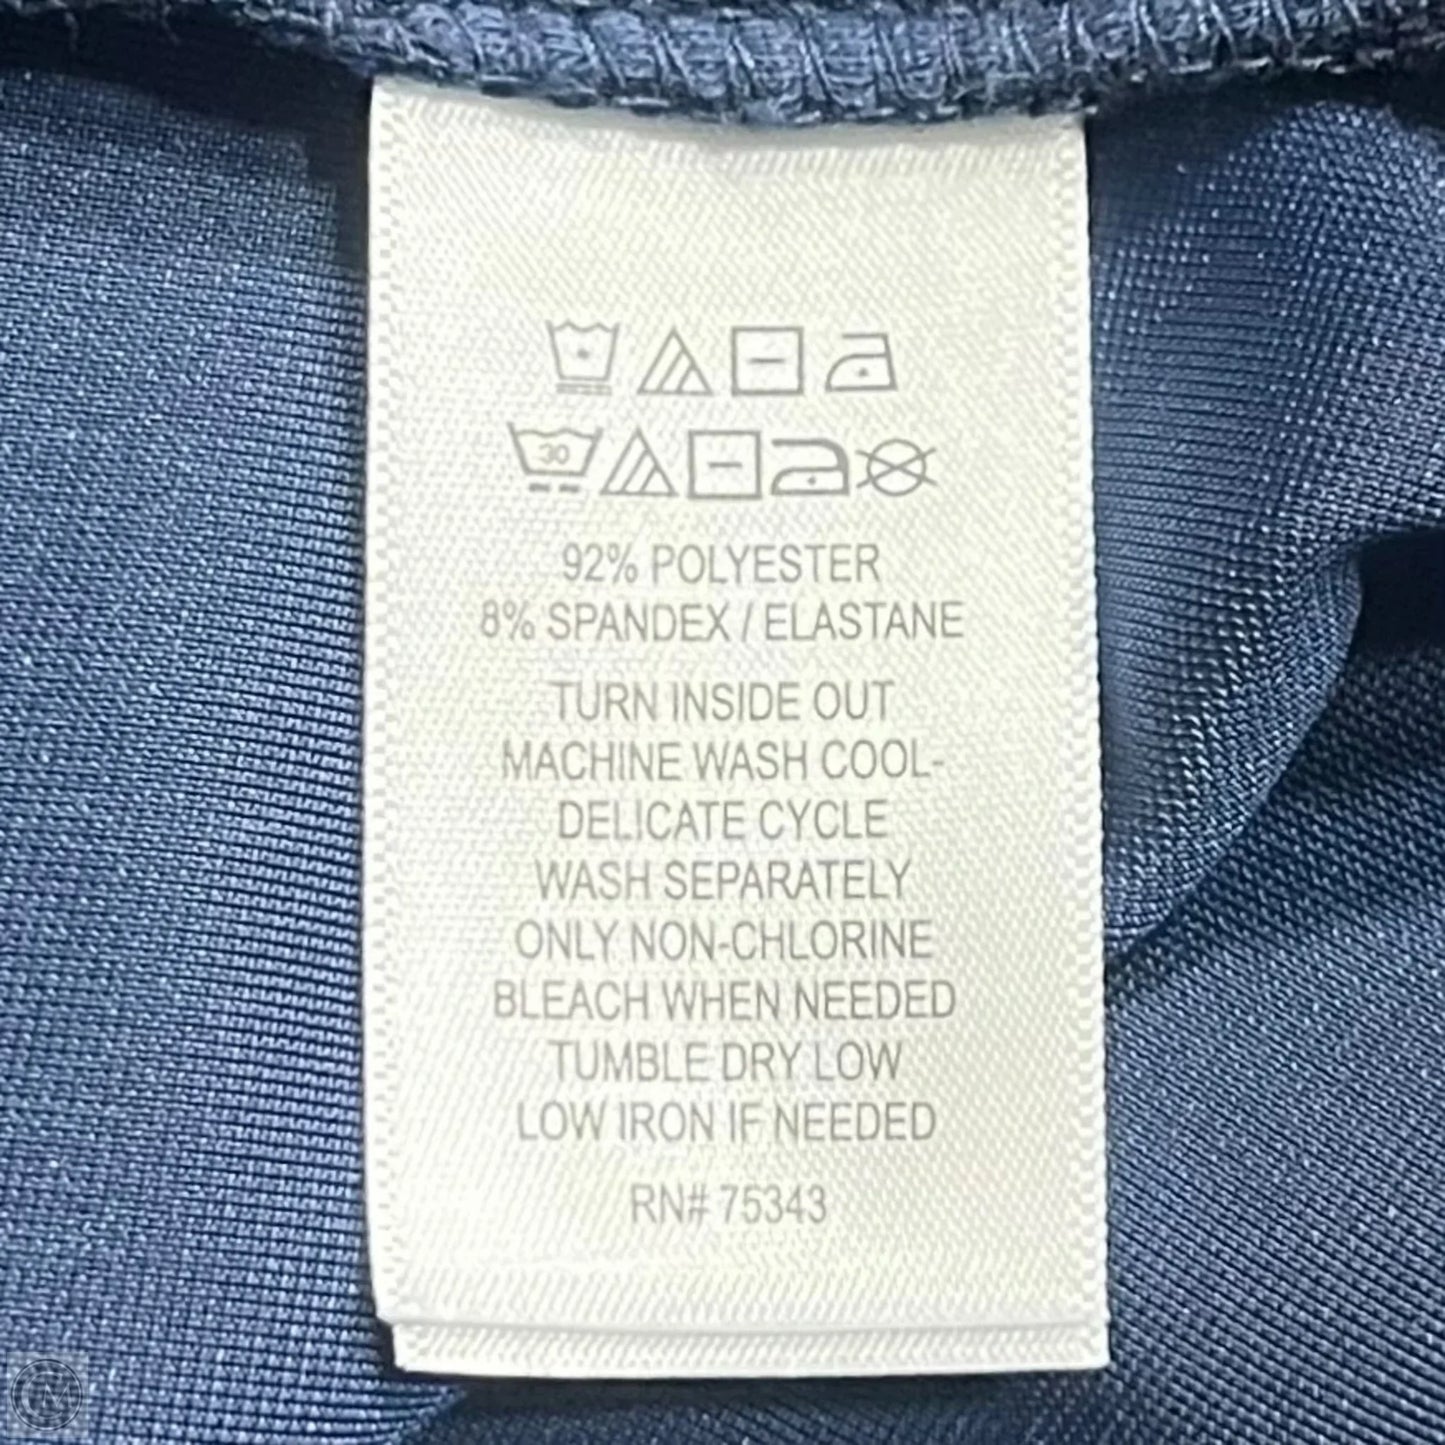 30
92% POLYESTER
8% SPANDEX / ELASTANE
TURN INSIDE OUT
MACHINE WASH COOL-
DELICATE CYCLE
WASH SEPARATELY
ONLY NON-CHLORINE
BLEACH WHEN NEEDED
TUMBLE DRY LOW
LOW IRON IF NEEDED
RN# 75343